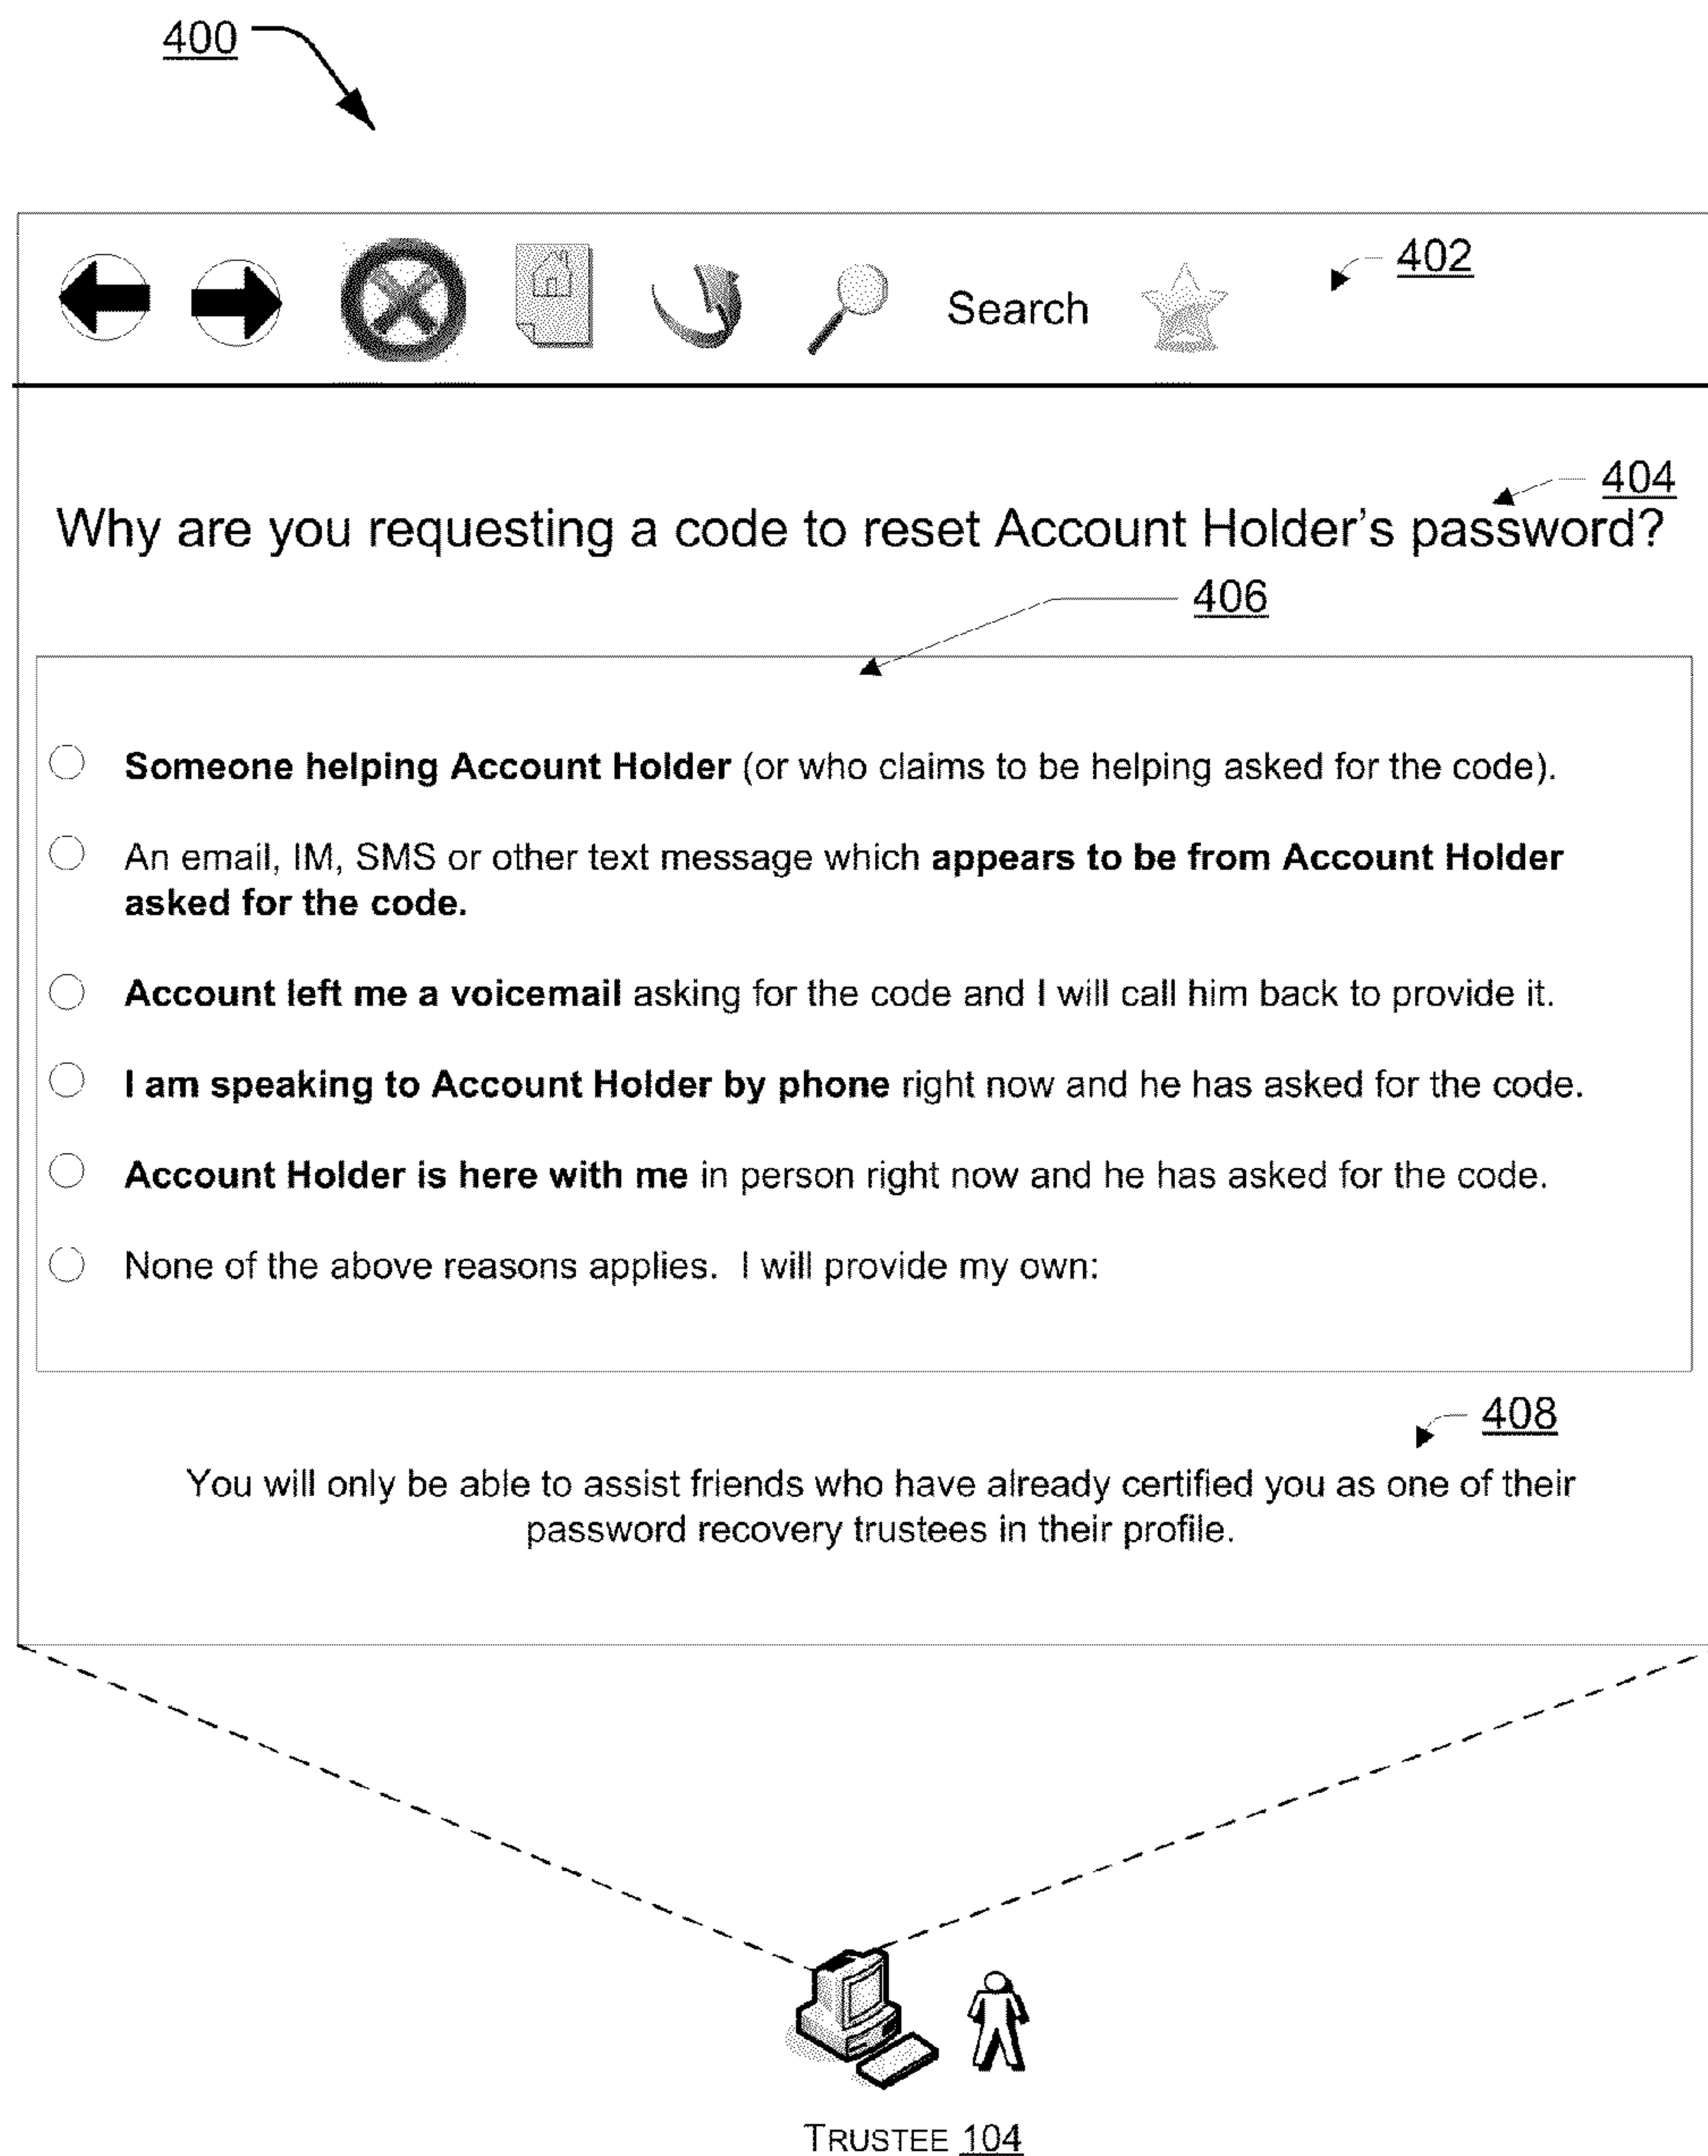 400
402
Search
404
Why are you requesting a code to reset Account Holder's password?
406
Someone helping Account Holder (or who claims to be helping asked for the code).
An email, IM, SMS or other text message which appears to be from Account Holder
asked for the code.
Account left me a voicemail asking for the code and I will call him back to provide it.
I am speaking to Account Holder by phone right now and he has asked for the code.
Account Holder is here with me in person right now and he has asked for the code.
None of the above reasons applies. I will provide my own:
408
You will only be able to assist friends who have already certified you as one of their
password recovery trustees in their profile.
TRUSTEE 104